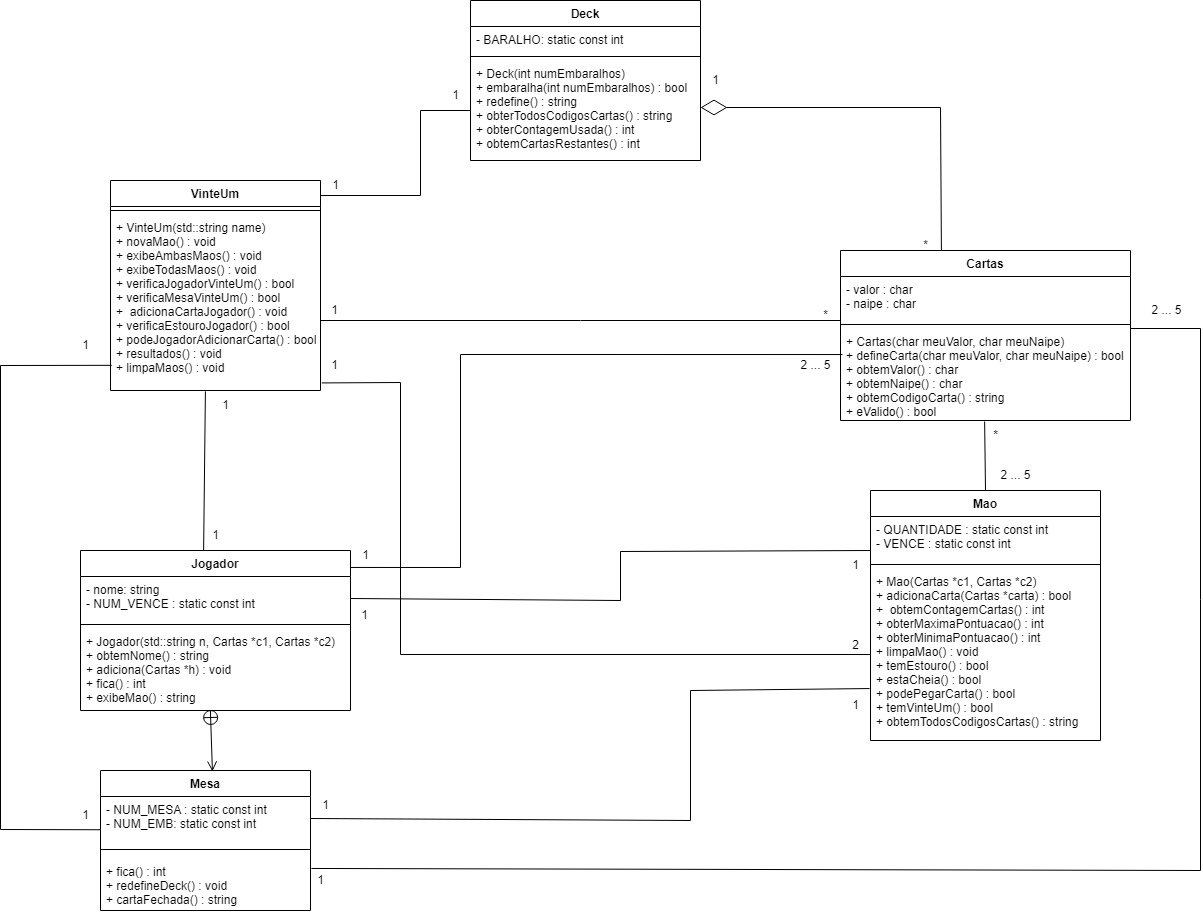 Deck
- BARALHO: static const int
+ Deck(int numEmbaralhos)
+ embaralha(int numEmbaralhos) : bool
+ redefine() : string
+ obterTodosCodigosCartas() : string
+ obterContagemUsada() : int
+ obtemCartasRestantes() : int
1
1
1
*
VinteUm
+ VinteUm(std::string name)
+ novaMao() : void
+ exibeAmbasMaos() : void
+ exibeTodasMaos() : void
+ verificaJogadorVinteUm() : bool
+ verificaMesaVinteUm() : bool
+  adicionaCartaJogador() : void
+ verificaEstouroJogador() : bool
+ podeJogadorAdicionarCarta() : bool
+ resultados() : void
+ limpaMaos() : void
1
*
1
1
1
Cartas
- valor : char
- naipe : char
+ Cartas(char meuValor, char meuNaipe)
+ defineCarta(char meuValor, char meuNaipe) : bool
+ obtemValor() : char
+ obtemNaipe() : char
+ obtemCodigoCarta() : string
+ eValido() : bool
2 ... 5
2 ... 5
*
2 ... 5
1
Jogador
- nome: string
- NUM_VENCE : static const int
+ Jogador(std::string n, Cartas *c1, Cartas *c2)
+ obtemNome() : string
+ adiciona(Cartas *h) : void
+ fica() : int
+ exibeMao() : string
1
1
1
2
1
Mao
- QUANTIDADE : static const int
- VENCE : static const int
+ Mao(Cartas *c1, Cartas *c2)
+ adicionaCarta(Cartas *carta) : bool
+  obtemContagemCartas() : int
+ obterMaximaPontuacao() : int
+ obterMinimaPontuacao() : int
+ limpaMao() : void
+ temEstouro() : bool
+ estaCheia() : bool
+ podePegarCarta() : bool
+ temVinteUm() : bool
+ obtemTodosCodigosCartas() : string
Mesa
- NUM_MESA : static const int
- NUM_EMB: static const int
+ fica() : int
+ redefineDeck() : void
+ cartaFechada() : string
1
1
1